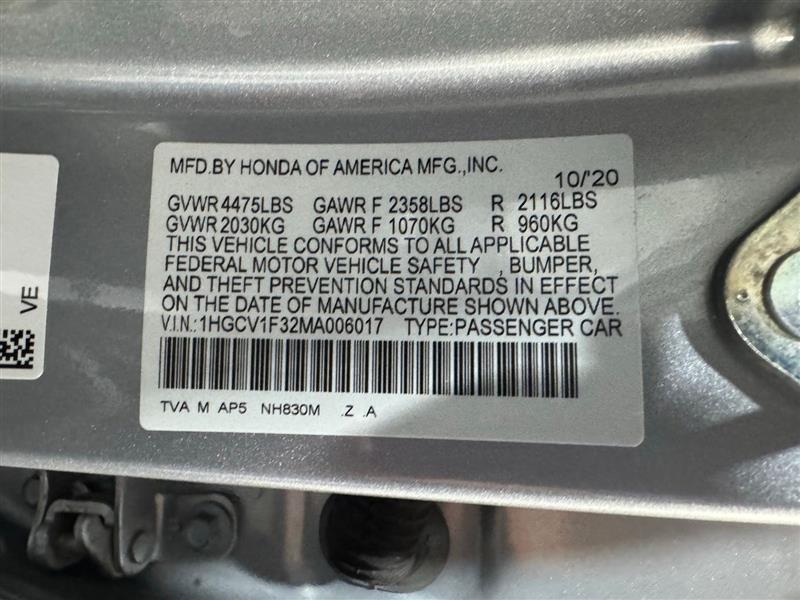 MFD.BY HONDA OF AMERICA MFG.,INC.
10/'20
GVWR 4475LBS GAWR F 2358LBS R 2116LBS
GVWR 2030KG GAWR F 1070KG R 960KG
THIS VEHICLE CONFORMS TO ALL APPLICABLE
FEDERAL MOTOR VEHICLE SAFETY , BUMPER,
AND THEFT PREVENTION STANDARDS IN EFFECT
ON THE DATE OF MANUFACTURE SHOWN ABOVE.
V.I.N.:1HGCV1F32MA006017 TYPE:PASSENGER CAR
TVA M AP5 NH830M .Z .A
VE